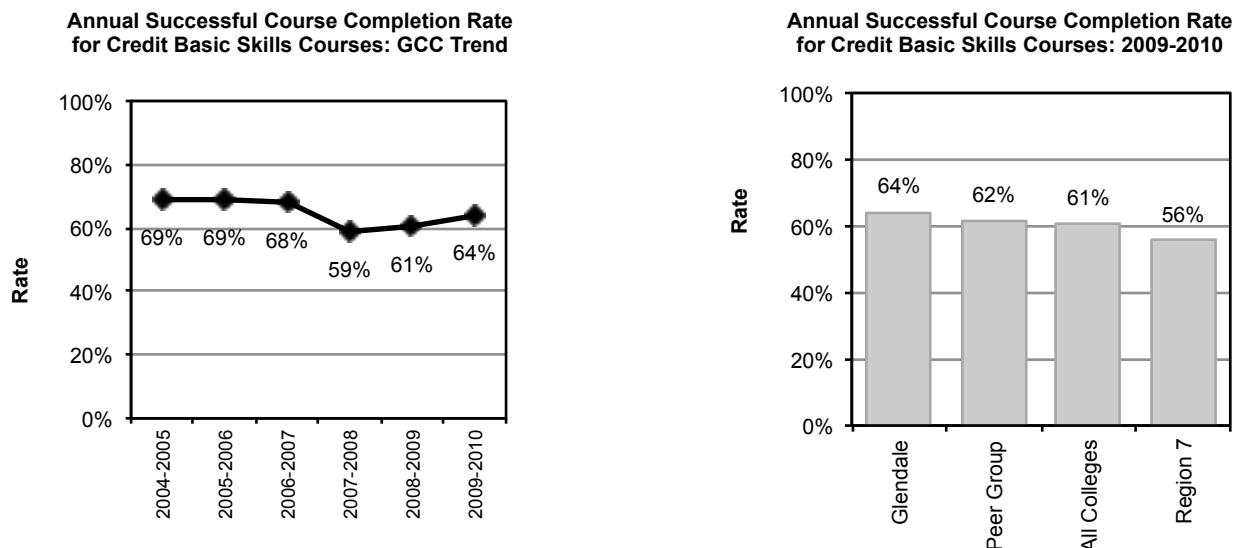 Annual Successful Course Completion Rate
for Credit Basic Skills Courses: GCC Trend
100%
80%
60%
40%
20%
0%
Rate
69%
69%
68%
59%
61%
64%
2004-2005
2005-2006
2006-2007
2007-2008
2008-2009
2009-2010
Annual Successful Course Completion Rate
for Credit Basic Skills Courses: 2009-2010
100%
80%
60%
40%
20%
0%
Rate
64%
62%
61%
56%
Glendale
Peer Group
All Colleges
Region 7